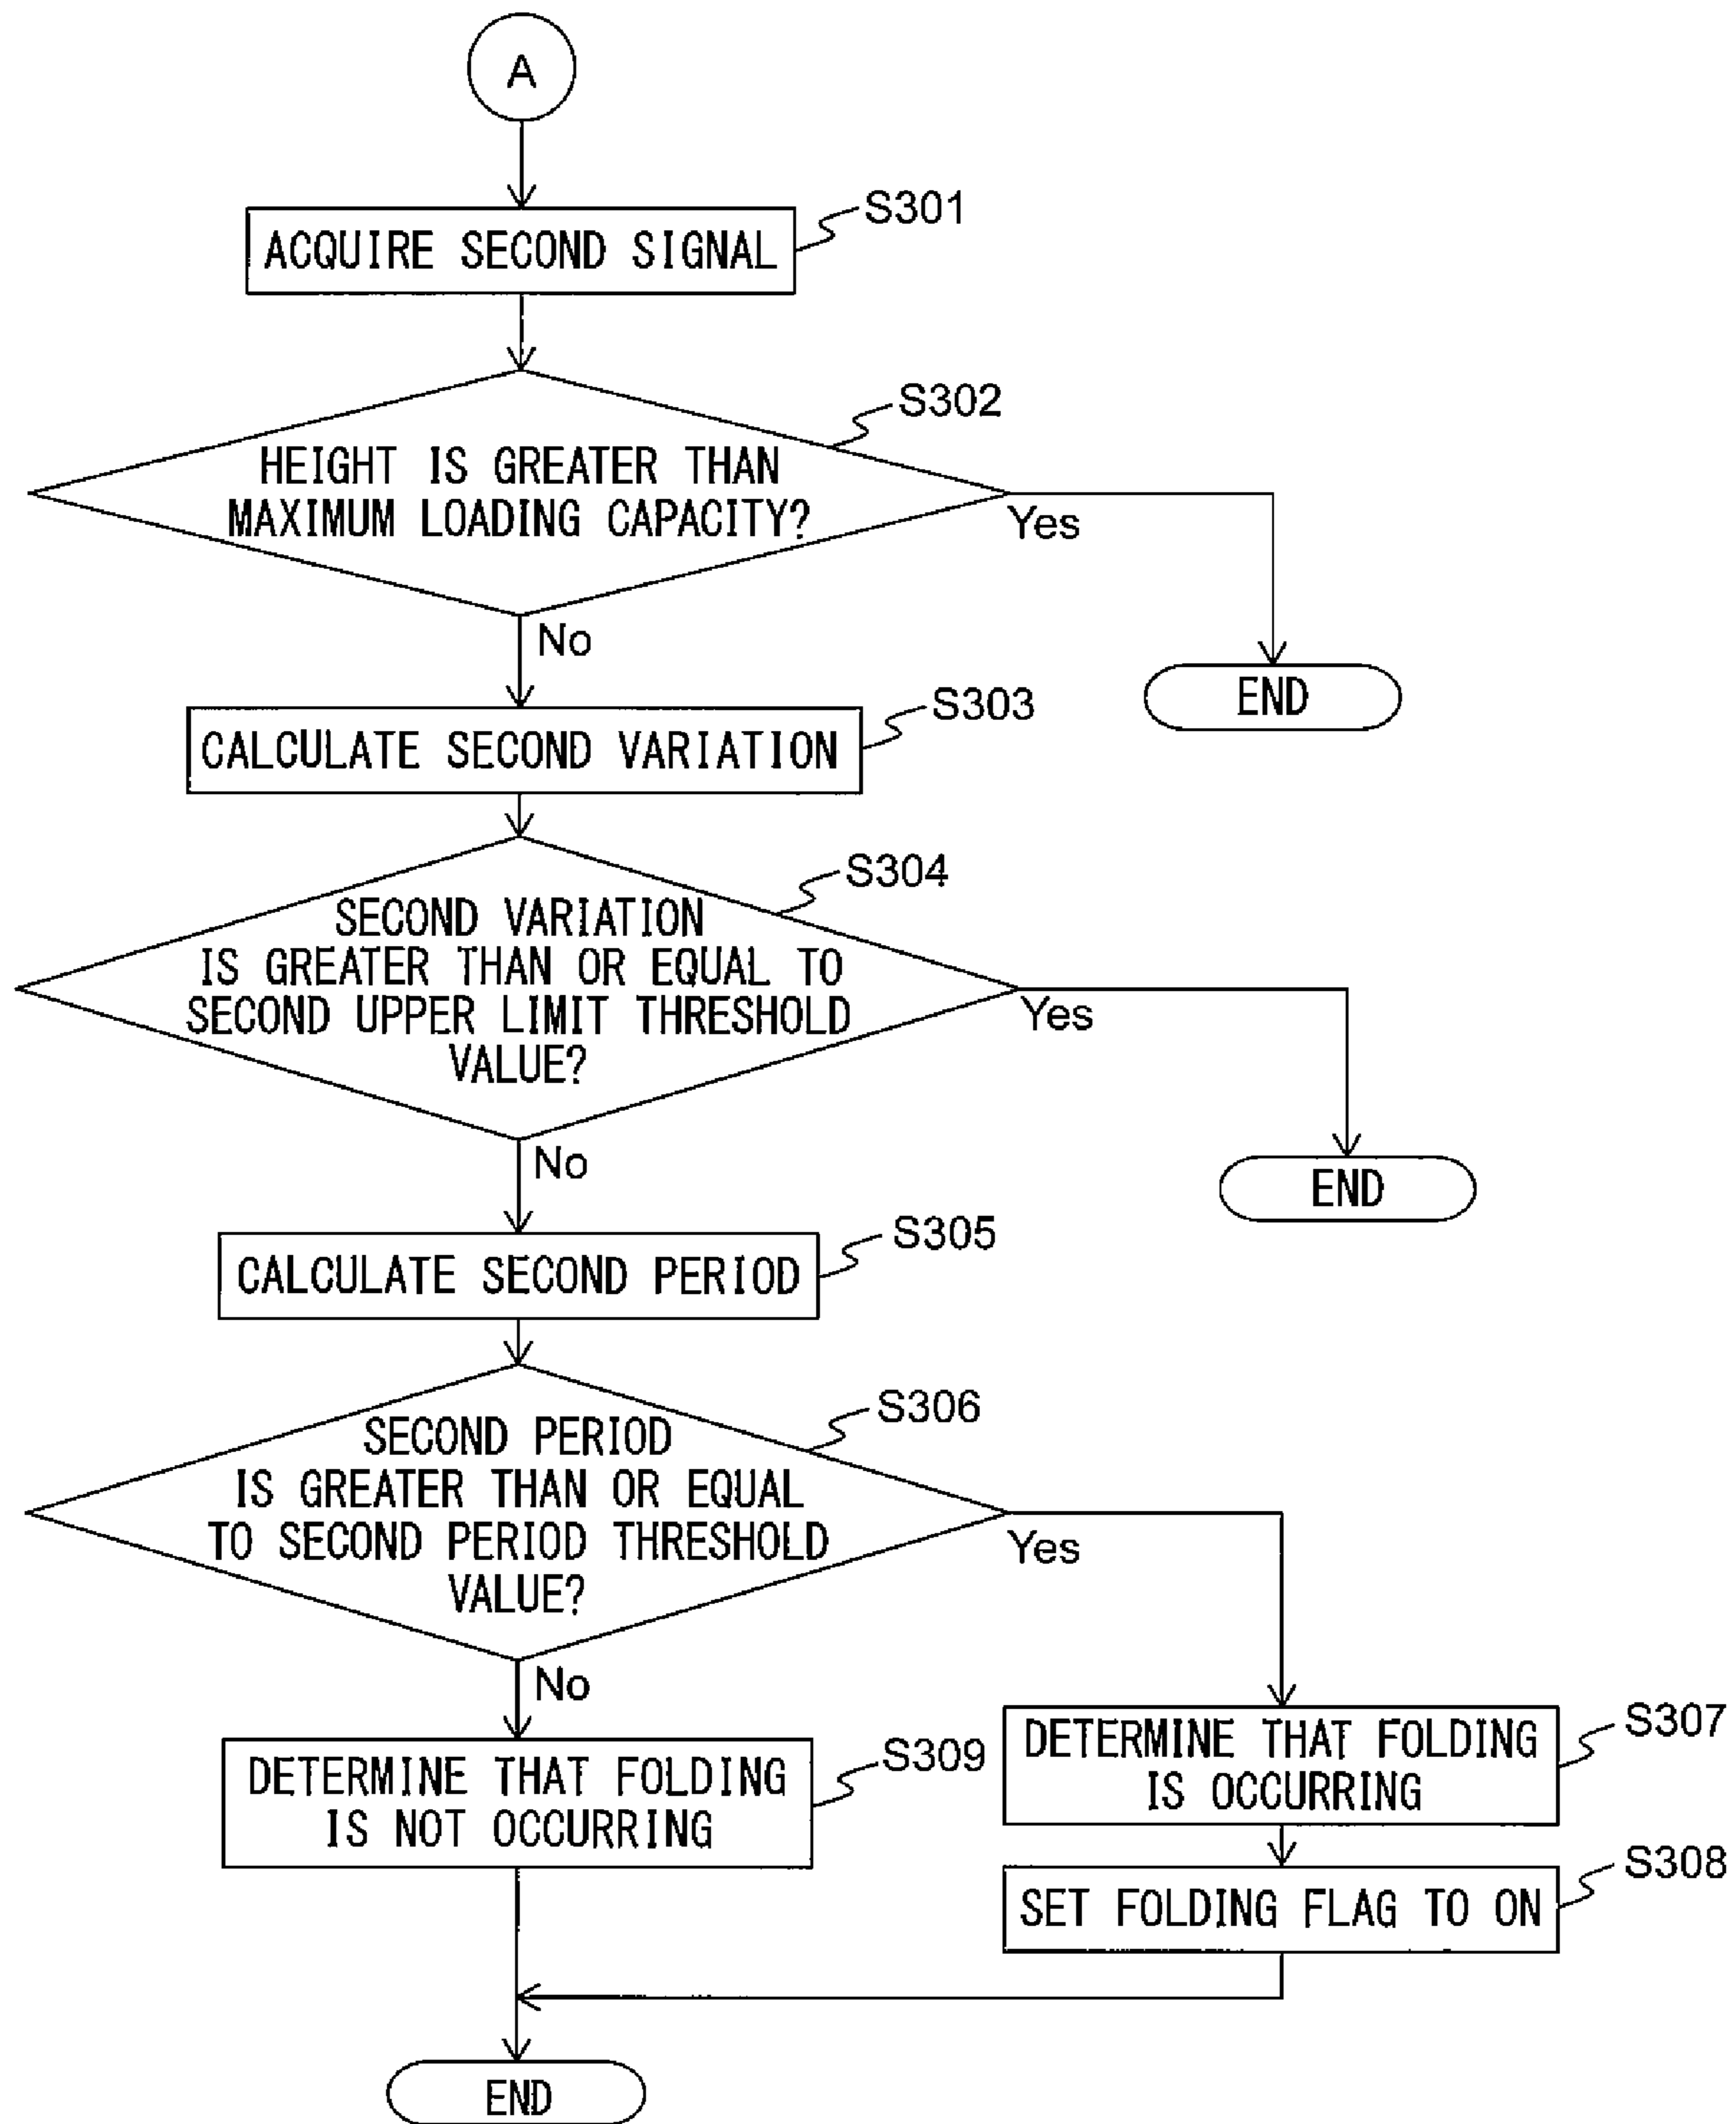 A
S301
ACQUIRE SECOND SIGNAL
S302
HEIGHT IS GREATER THAN
MAXIMUM LOADING CAPACITY?
Yes
No
END
S303
CALCULATE SECOND VARIATION
S304
SECOND VARIATION
IS GREATER THAN OR EQUAL TO
SECOND UPPER LIMIT THRESHOLD
VALUE?
Yes
No
END
S305
CALCULATE SECOND PERIOD
S306
SECOND PERIOD
IS GREATER THAN OR EQUAL
TO SECOND PERIOD THRESHOLD
VALUE?
Yes
No
S307
DETERMINE THAT FOLDING
IS OCCURRING
S309
DETERMINE THAT FOLDING
IS NOT OCCURRING
S308
SET FOLDING FLAG TO ON
END